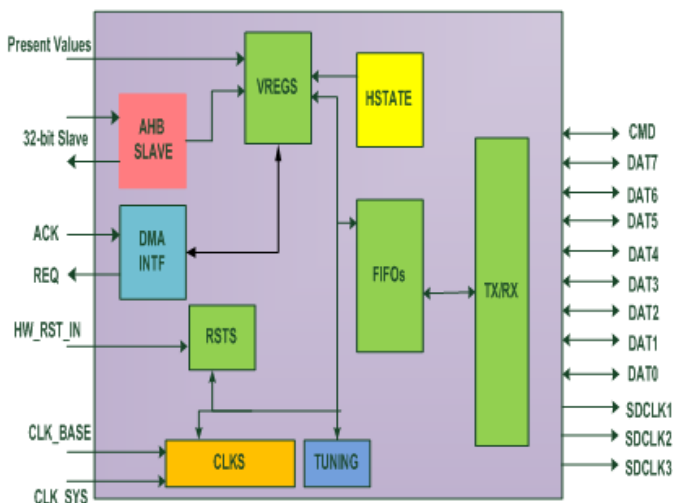 Present Values
VREGS
HSTATE
AHB
SLAVE
32-bit Slave
CMD
DAT7
DAT6
DAT5
DAT4
DAT3
DAT2
DAT1
DAT0
SDCLK1
SDCLK2
SDCLK3
ACK
REQ
DMA
INTF
FIFOs
TX/RX
HW_RST_IN
RSTS
CLK_BASE
CLK_SYS
CLKS
TUNING